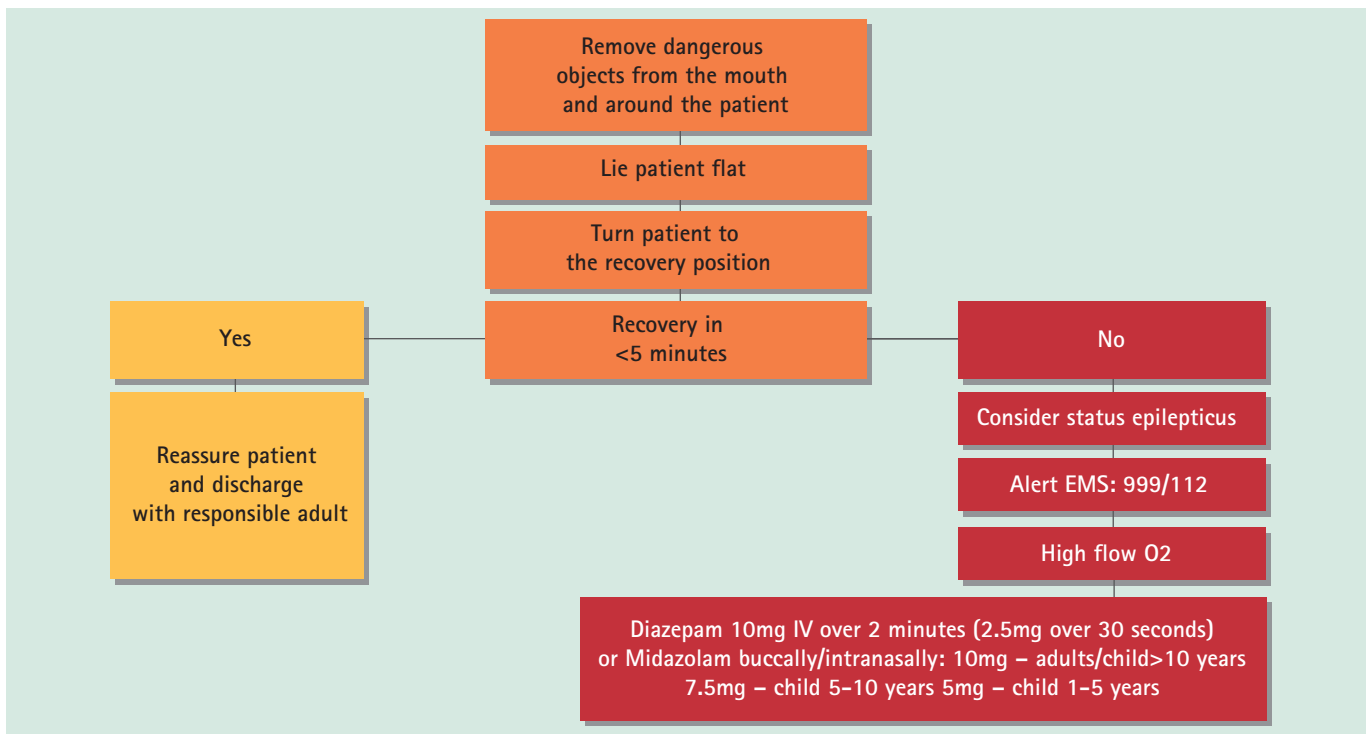 Remove dangerous
objects from the mouth
and around the patient
Lie patient flat
Turn patient to
the recovery position
Recovery in
<5 minutes
Yes
Reassure patient
and discharge
with responsible adult
No
Consider status epilepticus
Alert EMS: 999/112
High flow O2
Diazepam 10mg IV over 2 minutes (2.5mg over 30 seconds)
or Midazolam buccally/intranasally: 10mg – adults/child>10 years
7.5mg – child 5-10 years 5mg – child 1-5 years